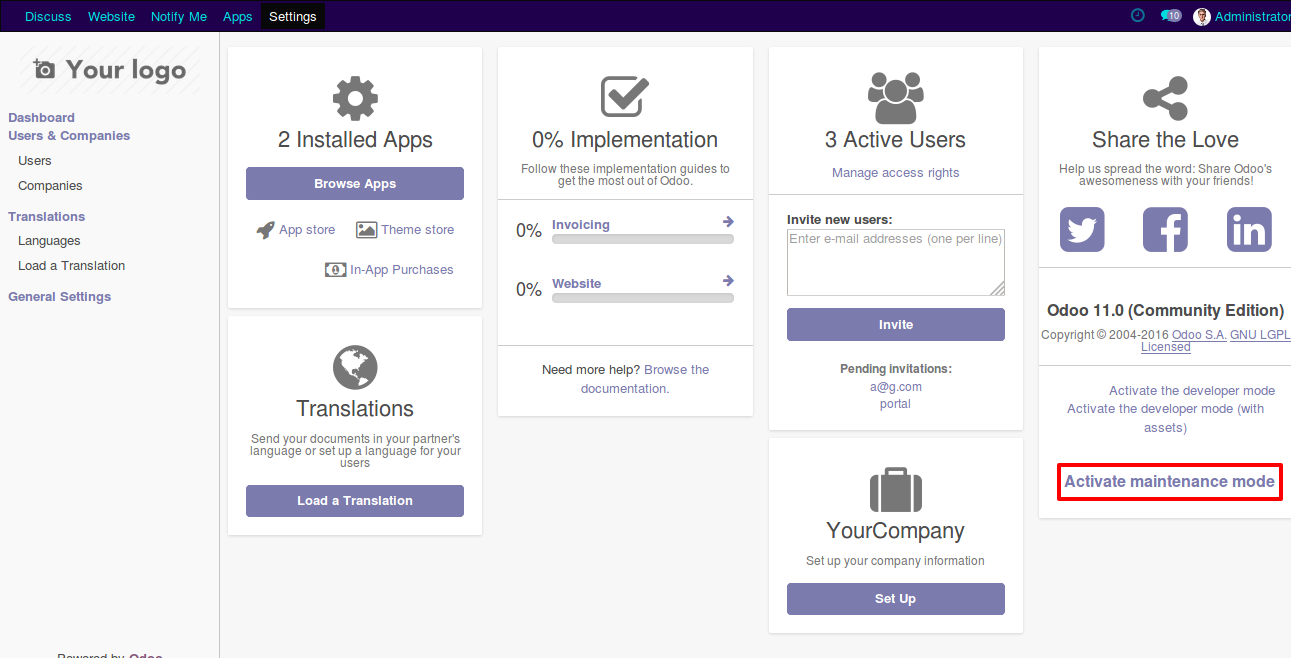 Discuss Website Notify Me Apps Settings 10 Administrator
Your logo
Dashboard
Users & Companies
Users
Companies
Translations
Languages
Load a Translation
General Settings
Powered by Odoo
2 Installed Apps
Browse Apps
App store Theme store
In-App Purchases
Translations
Send your documents in your partner's
language or set up a language for your
users
Load a Translation
0% Implementation
Follow these implementation guides to
get the most out of Odoo.
0% Invoicing
0% Website
Need more help? Browse the
documentation.
3 Active Users
Manage access rights
Invite new users:
Enter e-mail addresses (one per line)
Invite
Pending invitations:
a@g.com
portal
YourCompany
Set up your company information
Set Up
Share the Love
Help us spread the word: Share Odoo's
awesomeness with your friends!
Odoo 11.0 (Community Edition)
Copyright © 2004-2016 Odoo S.A. GNU LGPL
Licensed
Activate the developer mode
Activate the developer mode (with
assets)
Activate maintenance mode